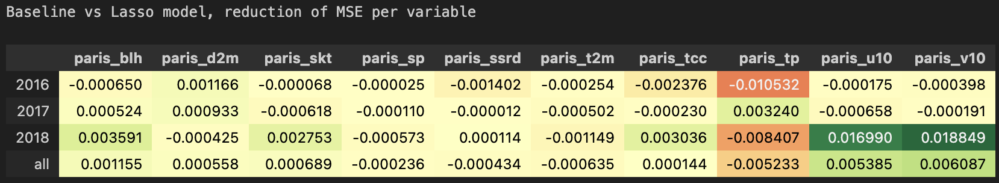 Baseline vs Lasso model, reduction of MSE per variable
paris_blh paris_d2m paris_skt paris_sp paris_ssrd paris_t2m paris_tcc paris_tp paris_u10 paris_v10
2016 -0.000650 0.001166 -0.000068 -0.000025 -0.001402 -0.000254 -0.002376 -0.010532 -0.000175 -0.000398
2017 0.000524 0.000933 -0.000618 -0.000110 -0.000012 -0.000502 -0.000230 0.003240 -0.000658 -0.000191
2018 0.003591 -0.000425 0.002753 -0.000573 0.000114 -0.001149 0.003036 -0.008407 0.016990 0.018849
all 0.001155 0.000558 0.000689 -0.000236 -0.000434 -0.000635 0.000144 -0.005233 0.005385 0.006087